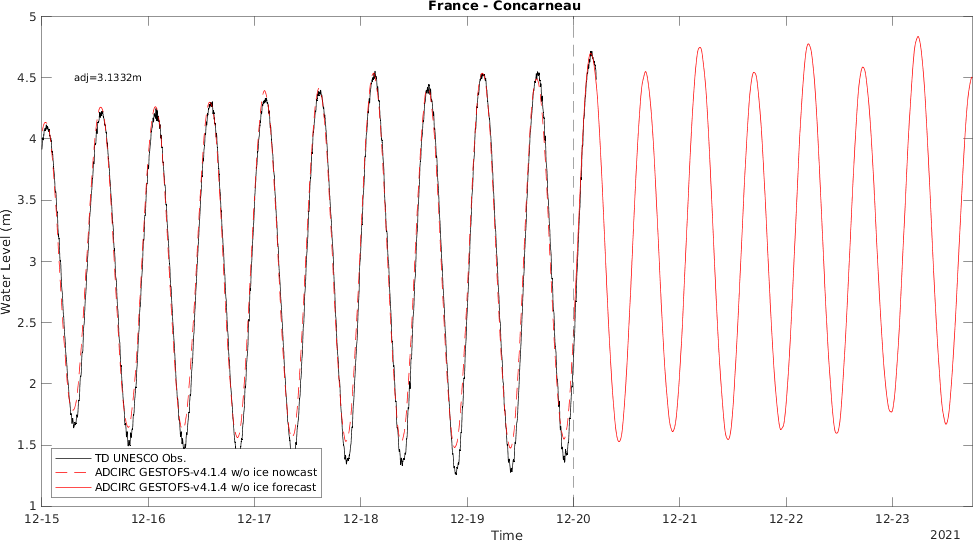 France - Concarneau
adj=3.1332m
5
4.5
4
3.5
3
2.5
2
1.5
1
Water Level (m)
TD UNESCO Obs.
ADCIRC GESTOFS-v4.1.4 w/o ice nowcast
ADCIRC GESTOFS-v4.1.4 w/o ice forecast
12-15 12-16 12-17 12-18 12-19 12-20 12-21 12-22 12-23
Time
2021